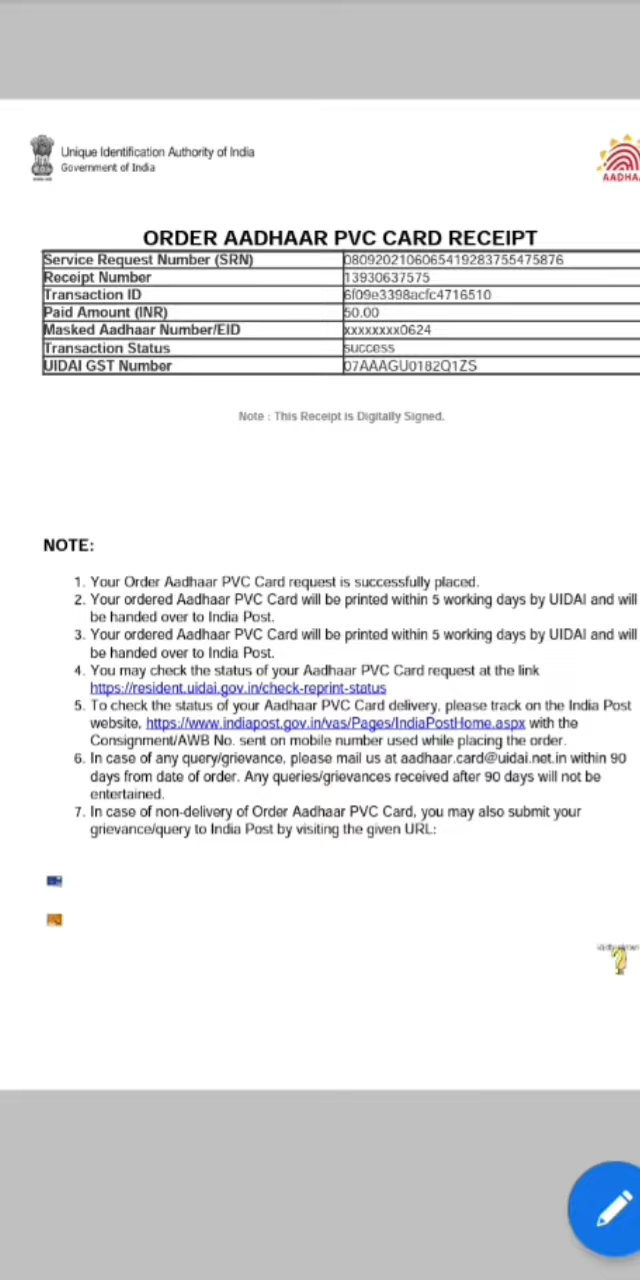 Unique Identification Authority of India
Government of India
AADHA
ORDER AADHAAR PVC CARD RECEIPT
Service Request Number (SRN) 0809202106065419283755475876
Receipt Number 13930637575
Transaction ID 6f09e3398acfc4716510
Paid Amount (INR) 50.00
Masked Aadhaar Number/EID xxxxxxxx0624
Transaction Status success
UIDAI GST Number 07AAAGU0182Q1ZS
Note : This Receipt is Digitally Signed.
NOTE:
1. Your Order Aadhaar PVC Card request is successfully placed.
2. Your ordered Aadhaar PVC Card will be printed within 5 working days by UIDAI and will
be handed over to India Post.
3. Your ordered Aadhaar PVC Card will be printed within 5 working days by UIDAI and will
be handed over to India Post.
4. You may check the status of your Aadhaar PVC Card request at the link
https://resident.uidai.gov.in/check-reprint-status
5. To check the status of your Aadhaar PVC Card delivery, please track on the India Post
website, https://www.indiapost.gov.in/vas/Pages/IndiaPostHome.aspx with the
Consignment/AWB No. sent on mobile number used while placing the order.
6. In case of any query/grievance, please mail us at aadhaar.card@uidai.net.in within 90
days from date of order. Any queries/grievances received after 90 days will not be
entertained.
7. In case of non-delivery of Order Aadhaar PVC Card, you may also submit your
grievance/query to India Post by visiting the given URL: